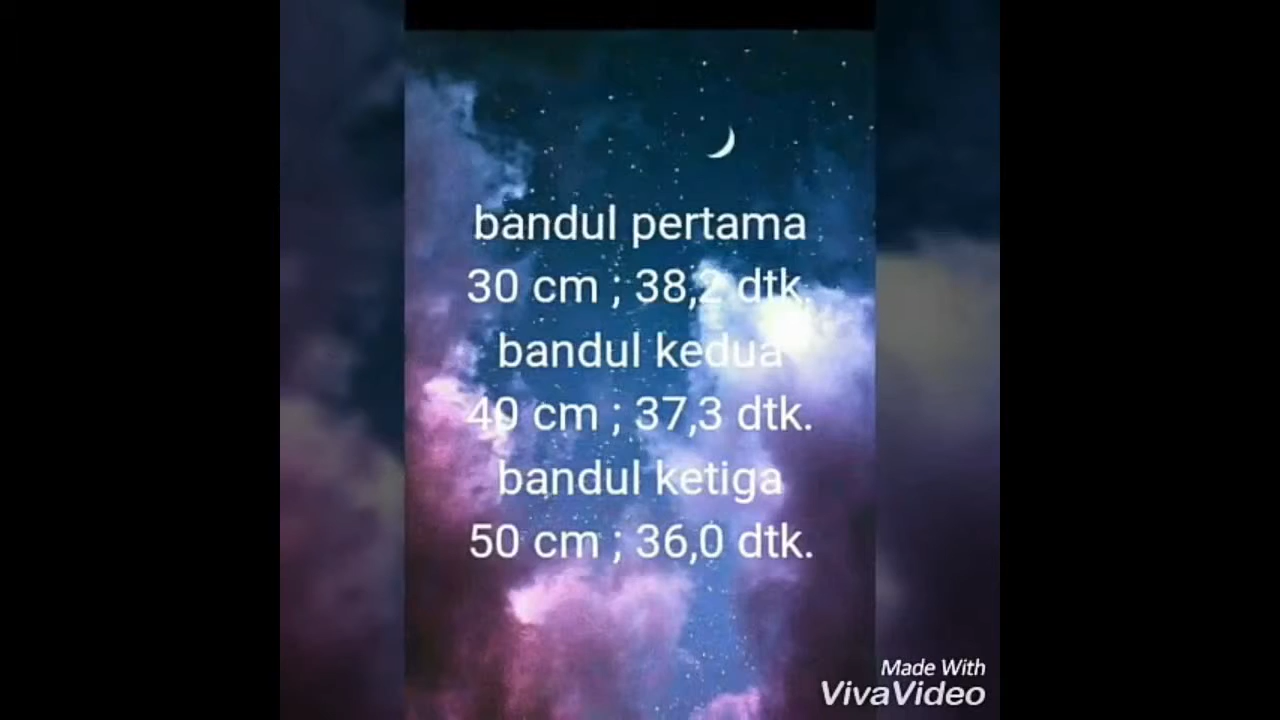 bandul pertama
30 cm ; 38,2 dtk.
bandul kedua
40 cm ; 37,3 dtk.
bandul ketiga
50 cm ; 36,0 dtk.
Made With
VivaVideo